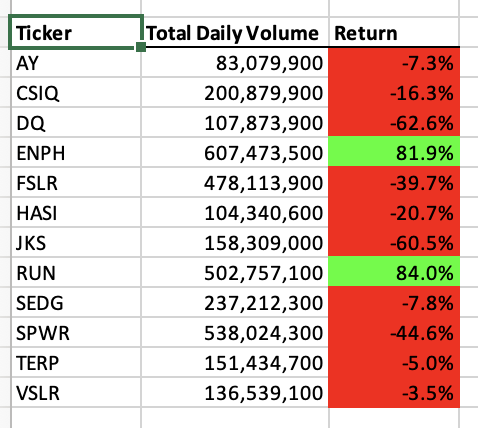 Ticker Total Daily Volume Return
AY 83,079,900 -7.3%
CSIQ 200,879,900 -16.3%
DQ 107,873,900 -62.6%
ENPH 607,473,500 81.9%
FSLR 478,113,900 -39.7%
HASI 104,340,600 -20.7%
JKS 158,309,000 -60.5%
RUN 502,757,100 84.0%
SEDG 237,212,300 -7.8%
SPWR 538,024,300 -44.6%
TERP 151,434,700 -5.0%
VSLR 136,539,100 -3.5%